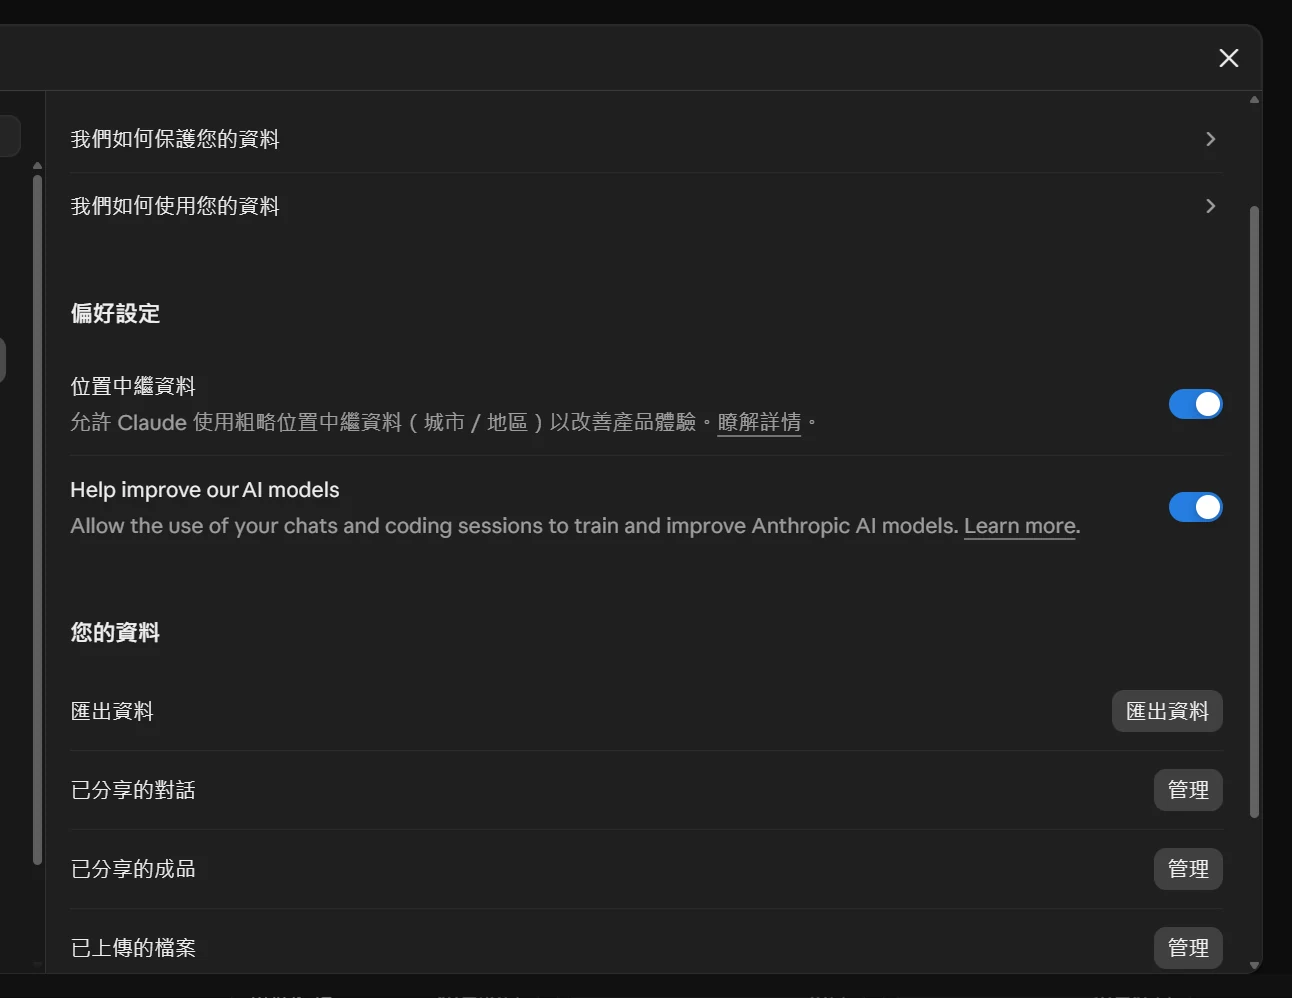 我們如何保護您的資料
我們如何使用您的資料
偏好設定
位置中繼資料
允許 Claude 使用粗略位置中繼資料 ( 城市 / 地區 ) 以改善產品體驗。瞭解詳情。
Help improve our AI models
Allow the use of your chats and coding sessions to train and improve Anthropic AI models. Learn more.
您的資料
匯出資料
匯出資料
已分享的對話
管理
已分享的成品
管理
已上傳的檔案
管理